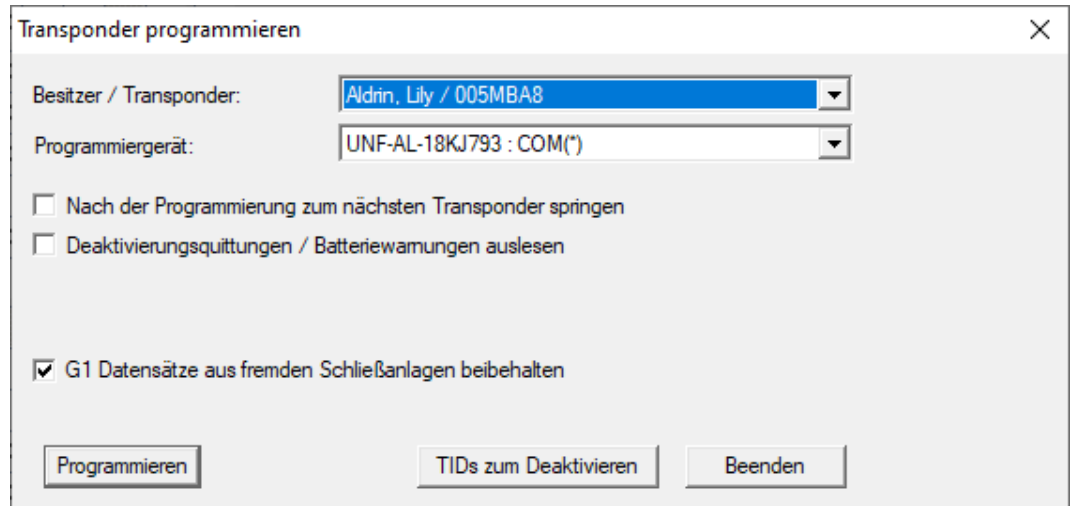 Transponder programmieren
Besitzer / Transponder:
Aldrin, Lily / 005MBA8
Programmiergerät:
UNF-AL-18KJ793 : COM(*)
Nach der Programmierung zum nächsten Transponder springen
Deaktivierungsquittungen / Batteriewarnungen auslesen
G1 Datensätze aus fremden Schließanlagen beibehalten
Programmieren
TIDs zum Deaktivieren
Beenden